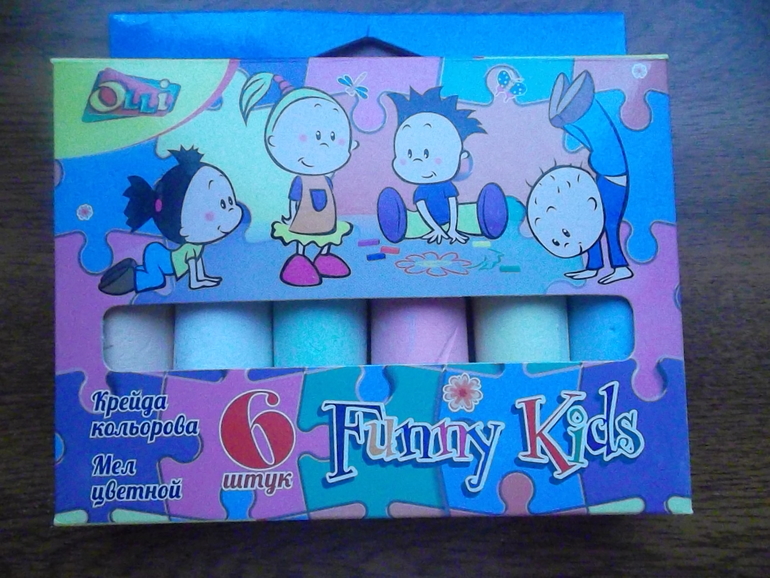 Olli
Крейда
кольорова
Мел
цветной
6
штук
Funny Kids